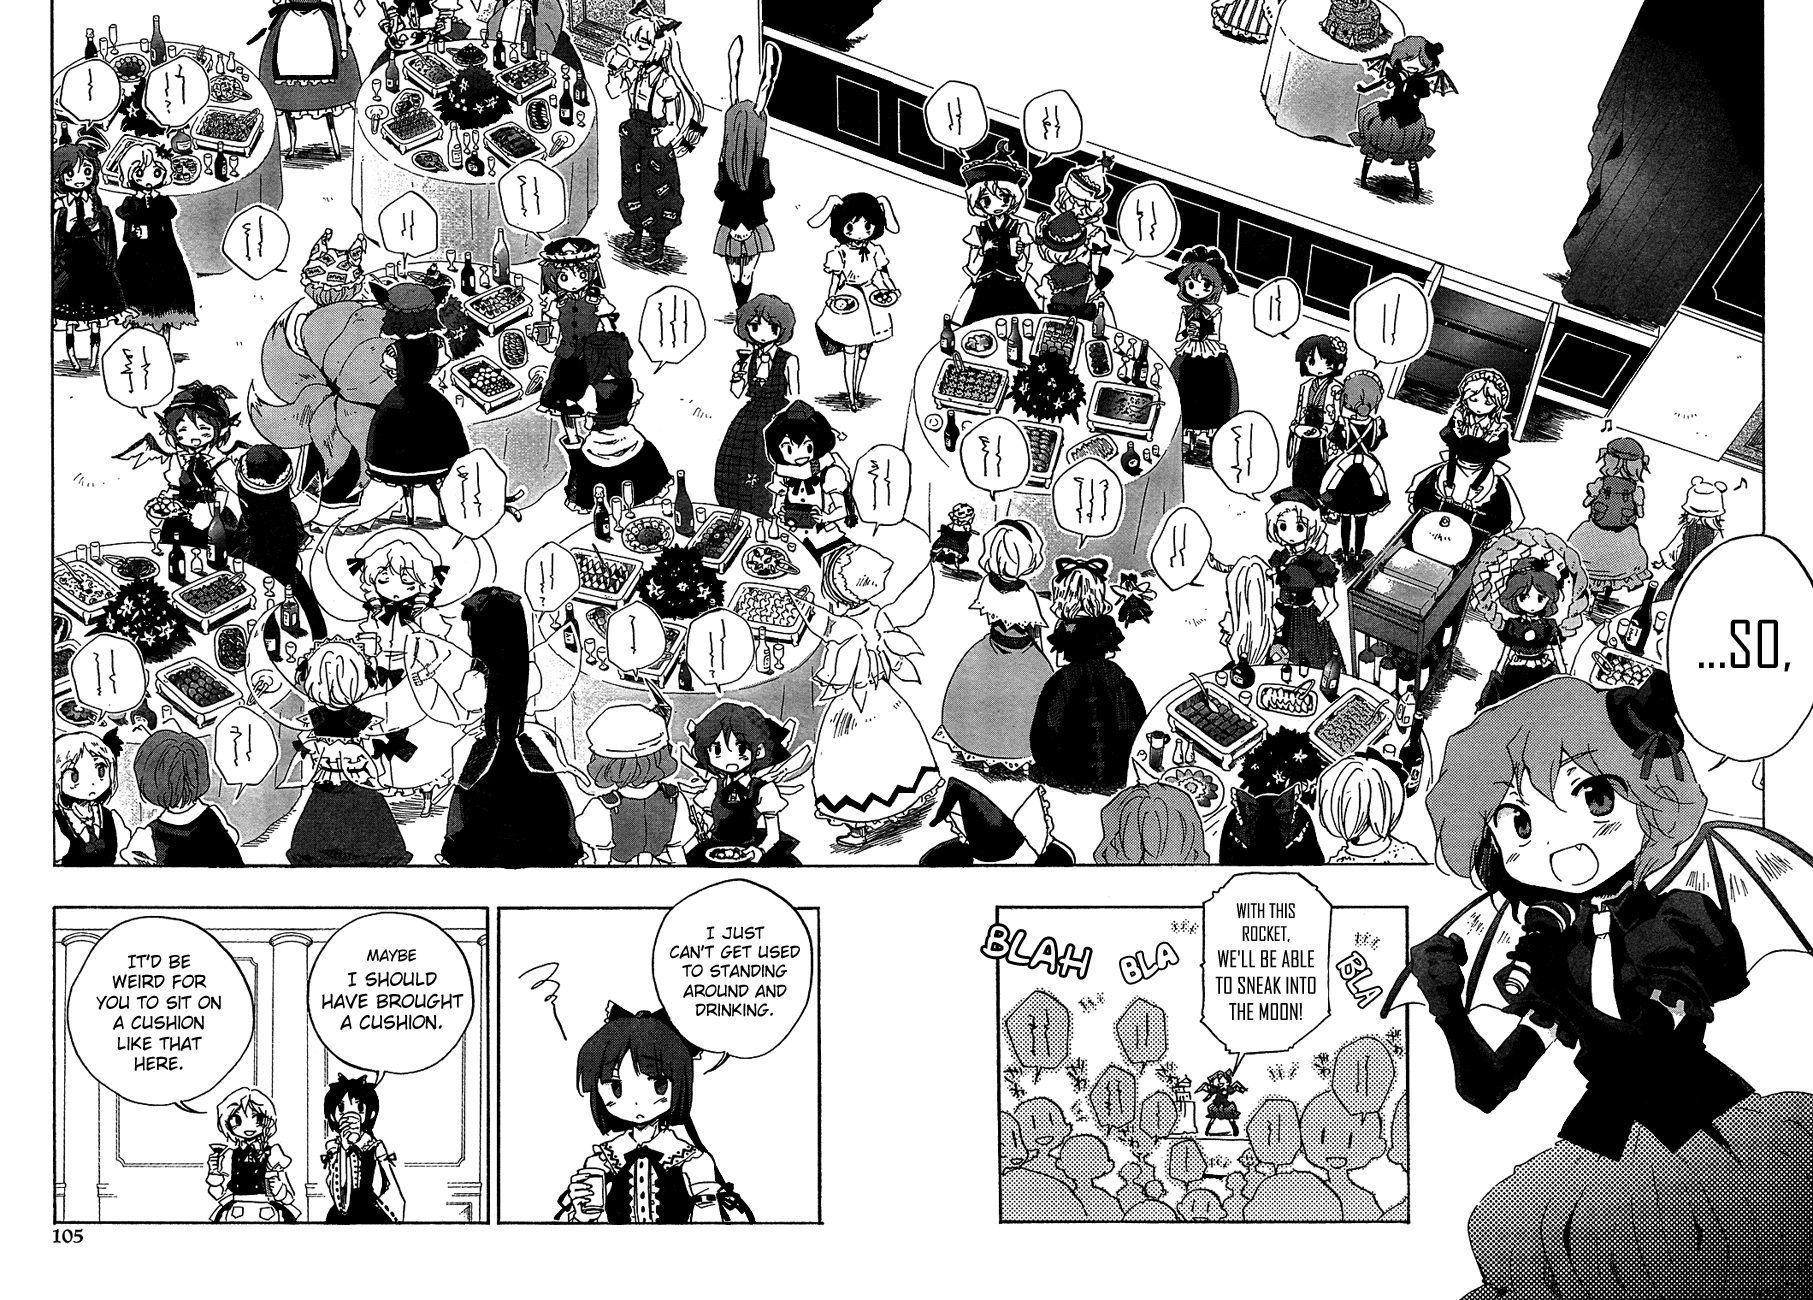 ...SO,
WITH THIS
ROCKET,
WE'LL BE ABLE
TO SNEAK INTO
THE MOON!
BLAH
BLA
BLA
I JUST
CAN'T GET USED
TO STANDING
AROUND AND
DRINKING.
MAYBE
I SHOULD
HAVE BROUGHT
A CUSHION.
IT'D BE
WEIRD FOR
YOU TO SIT ON
A CUSHION
LIKE THAT
HERE.
105